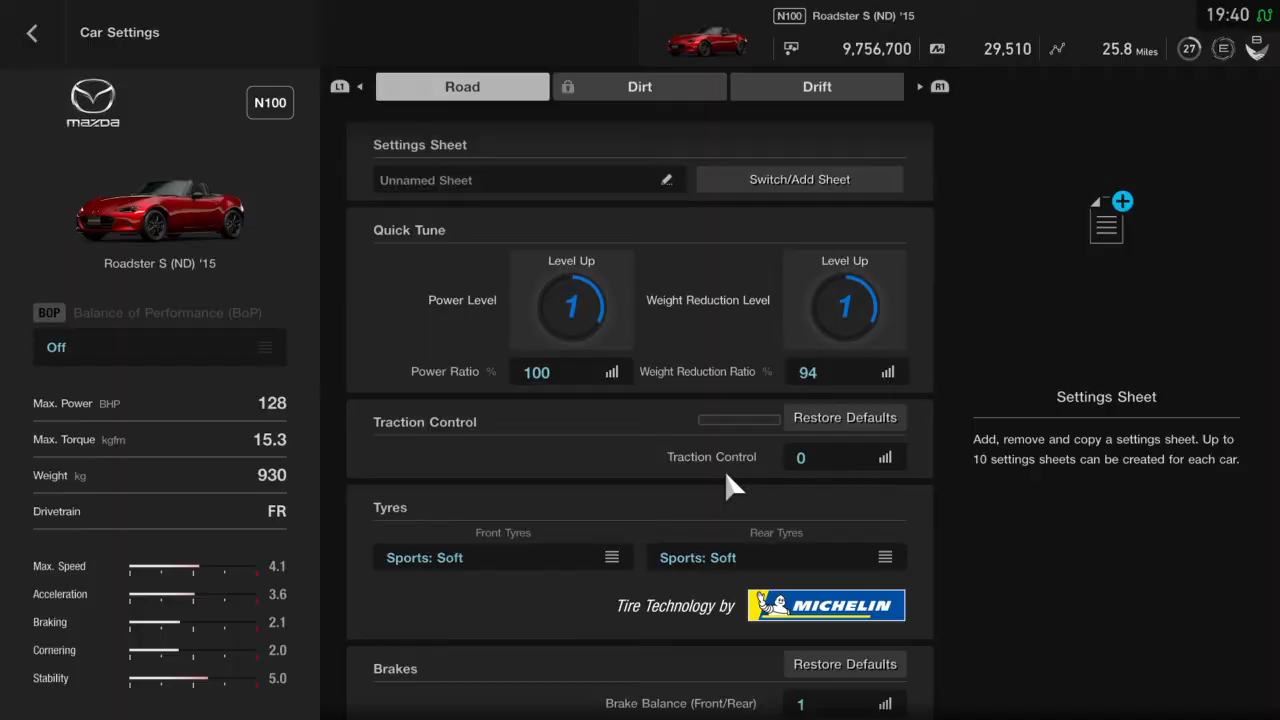 Car Settings
N100 Roadster S (ND) '15
19:40
9,756,700 29,510 25.8 Miles 27 E B
mazda
N100
Roadster S (ND) '15
BOP Balance of Performance (BoP)
Off
Max. Power BHP 128
Max. Torque kgfm 15.3
Weight kg 930
Drivetrain FR
Max. Speed 4.1
Acceleration 3.6
Braking 2.1
Cornering 2.0
Stability 5.0
L1 Road Dirt Drift R1
Settings Sheet
Unnamed Sheet Switch/Add Sheet
Quick Tune
Level Up Level Up
Power Level 1 Weight Reduction Level 1
Power Ratio % 100 Weight Reduction Ratio % 94
Traction Control Restore Defaults
Traction Control 0
Tyres
Front Tyres Rear Tyres
Sports: Soft Sports: Soft
Tire Technology by MICHELIN
Brakes Restore Defaults
Brake Balance (Front/Rear) 1
Settings Sheet
Add, remove and copy a settings sheet. Up to
10 settings sheets can be created for each car.